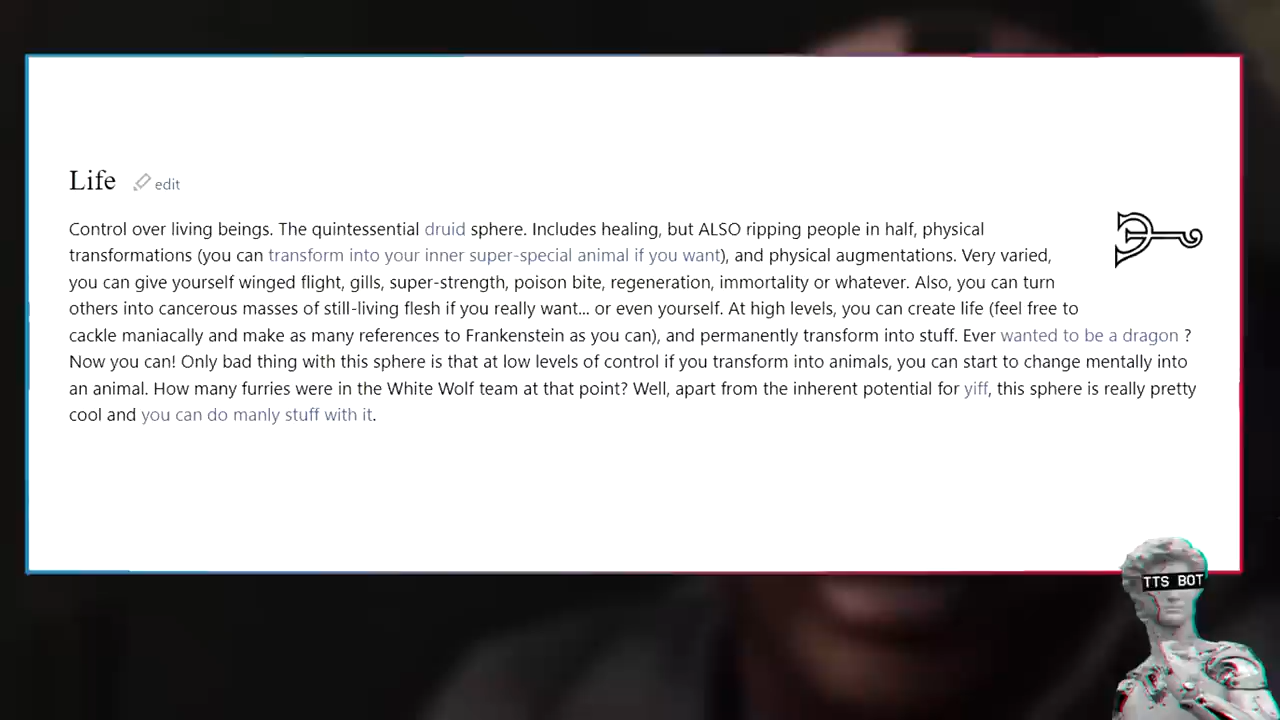 Life edit
Control over living beings. The quintessential druid sphere. Includes healing, but ALSO ripping people in half, physical
transformations (you can transform into your inner super-special animal if you want), and physical augmentations. Very varied,
you can give yourself winged flight, gills, super-strength, poison bite, regeneration, immortality or whatever. Also, you can turn
others into cancerous masses of still-living flesh if you really want... or even yourself. At high levels, you can create life (feel free to
cackle maniacally and make as many references to Frankenstein as you can), and permanently transform into stuff. Ever wanted to be a dragon ?
Now you can! Only bad thing with this sphere is that at low levels of control if you transform into animals, you can start to change mentally into
an animal. How many furries were in the White Wolf team at that point? Well, apart from the inherent potential for yiff, this sphere is really pretty
cool and you can do manly stuff with it.
TTS BOT